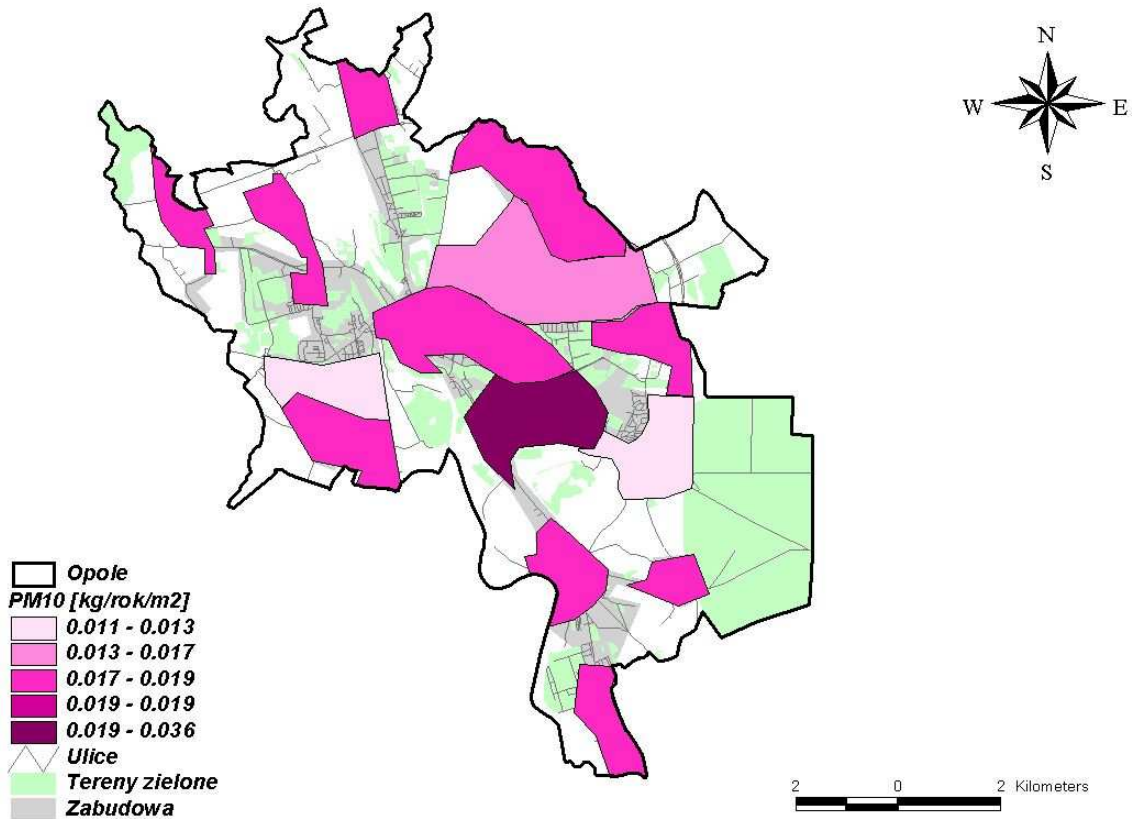 N
W E
S
Opole
PM10 [kg/rok/m2]
0.011 - 0.013
0.013 - 0.017
0.017 - 0.019
0.019 - 0.019
0.019 - 0.036
Ulice
Tereny zielone
Zabudowa
2 0 2 Kilometers